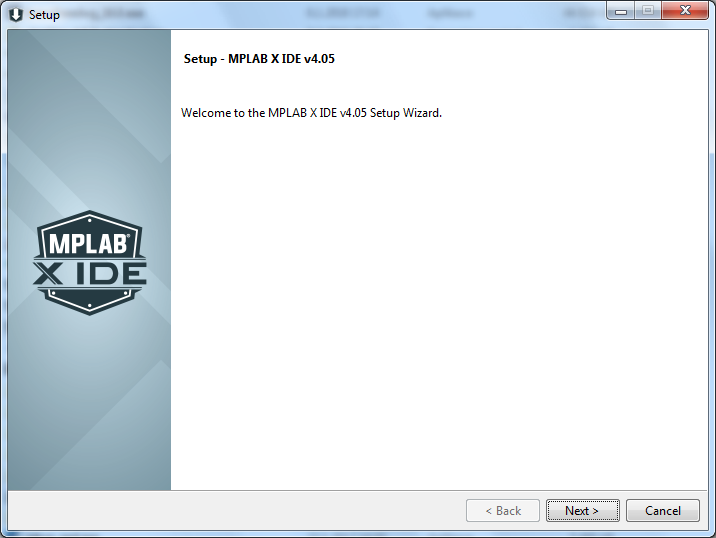 Setup
Setup - MPLAB X IDE v4.05
Welcome to the MPLAB X IDE v4.05 Setup Wizard.
MPLAB®
X IDE
< Back
Next >
Cancel